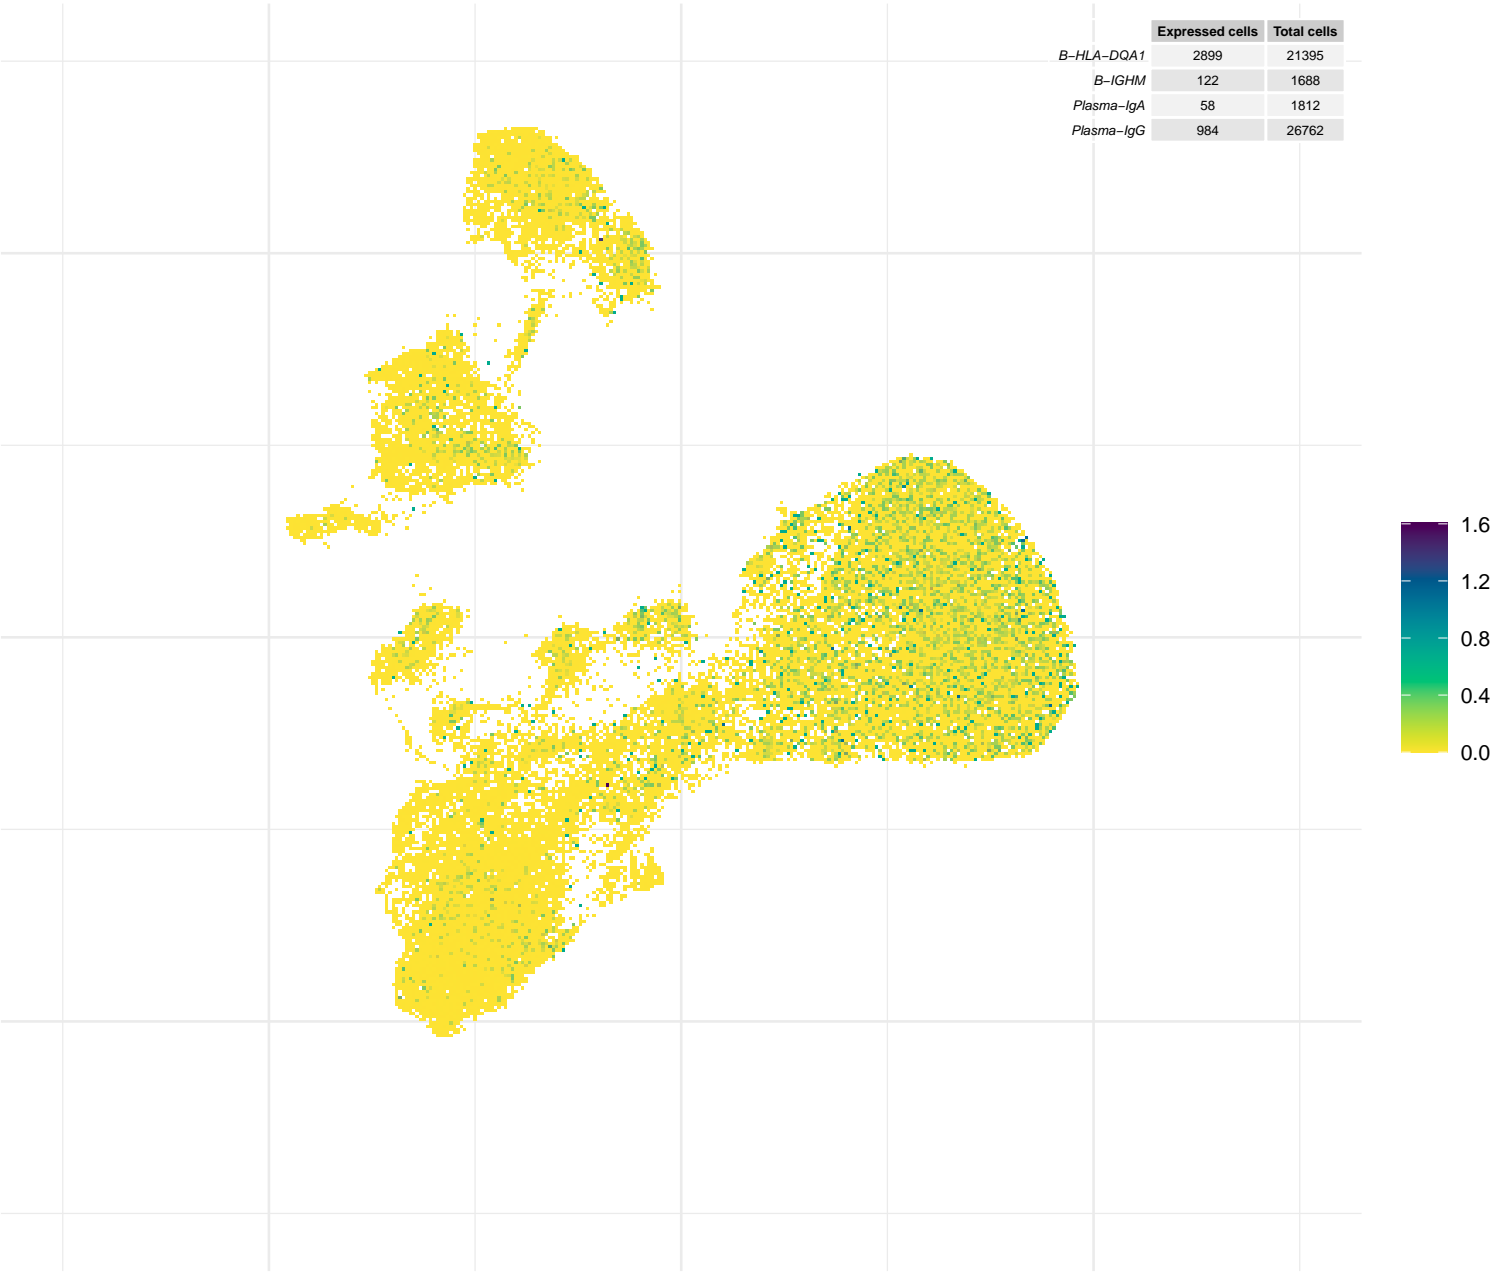 Expressed cells Total cells
B−HLA−DQA1 2899 21395
B−IGHM 122 1688
Plasma−IgA 58 1812
Plasma−IgG 984 26762
1.6
1.2
0.8
0.4
0.0